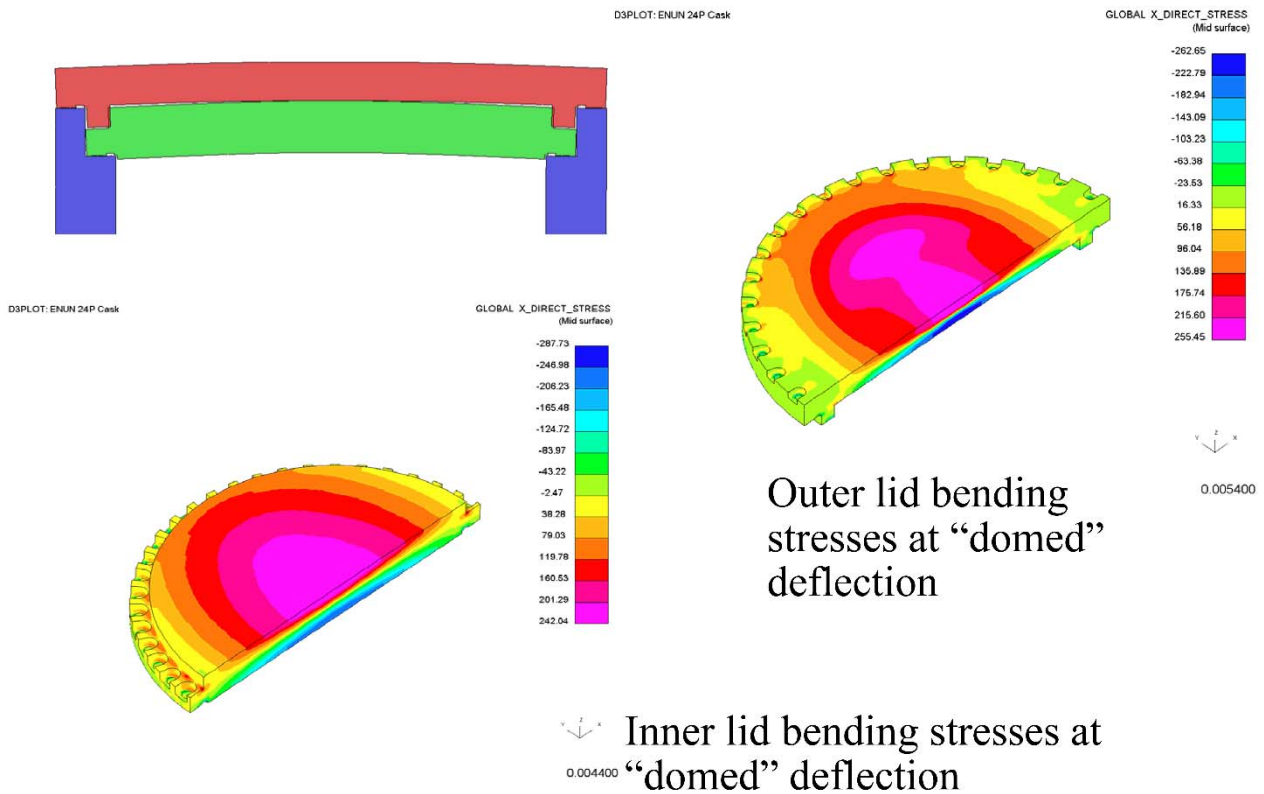 D3PLOT: ENUN 24P Cask
GLOBAL X_DIRECT_STRESS
(Mid surface)
-262.65
-222.79
-182.94
-143.09
-103.23
-63.38
-23.53
16.33
56.18
96.04
135.89
175.74
215.60
255.45
Y Z X
0.005400
Outer lid bending
stresses at “domed”
deflection
D3PLOT: ENUN 24P Cask
GLOBAL X_DIRECT_STRESS
(Mid surface)
-287.73
-246.98
-206.23
-165.48
-124.72
-83.97
-43.22
-2.47
38.28
79.03
119.78
160.53
201.29
242.04
Y Z X
0.004400
Inner lid bending stresses at
“domed” deflection